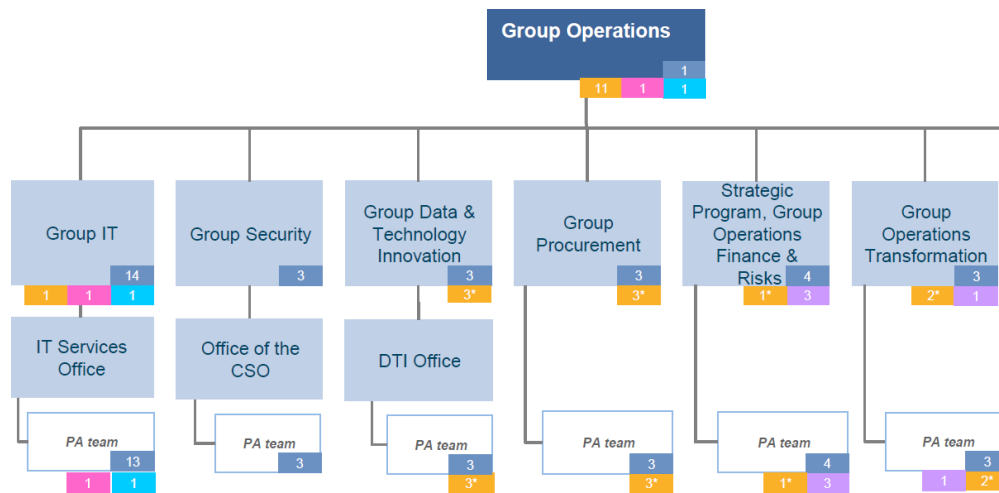 Group Operations
1
11 1 1
Group IT
14
1 1 1
Group Security
3
Group Data &
Technology
Innovation
3
3*
Group
Procurement
3
3*
Strategic
Program, Group
Operations
Finance &
Risks
4
1* 3
Group
Operations
Transformation
3
2* 1
IT Services
Office
Office of the
CSO
DTI Office
PA team
13
1 1
PA team
3
PA team
3
3*
PA team
3
3*
PA team
4
1* 3
PA team
3
1 2*